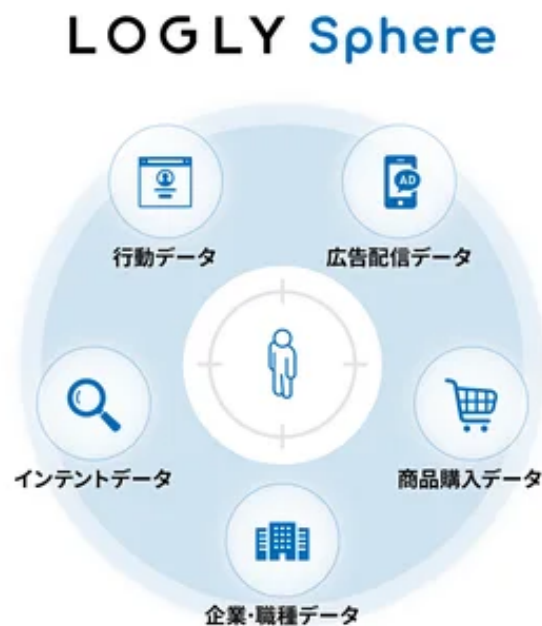 LOGLY Sphere
行動データ
AD
広告配信データ
インテントデータ
商品購入データ
企業・職種データ